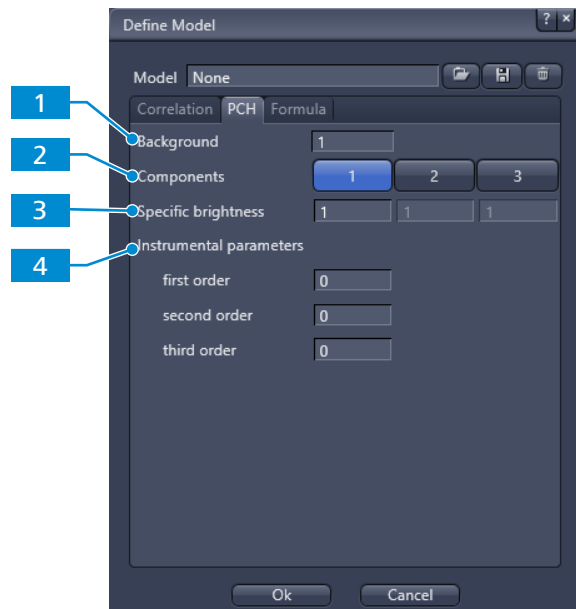 Define Model
? ×
Model None
Correlation PCH Formula
1
Background 1
2
Components 1 2 3
3
Specific brightness 1 1 1
4
Instrumental parameters
first order 0
second order 0
third order 0
Ok Cancel